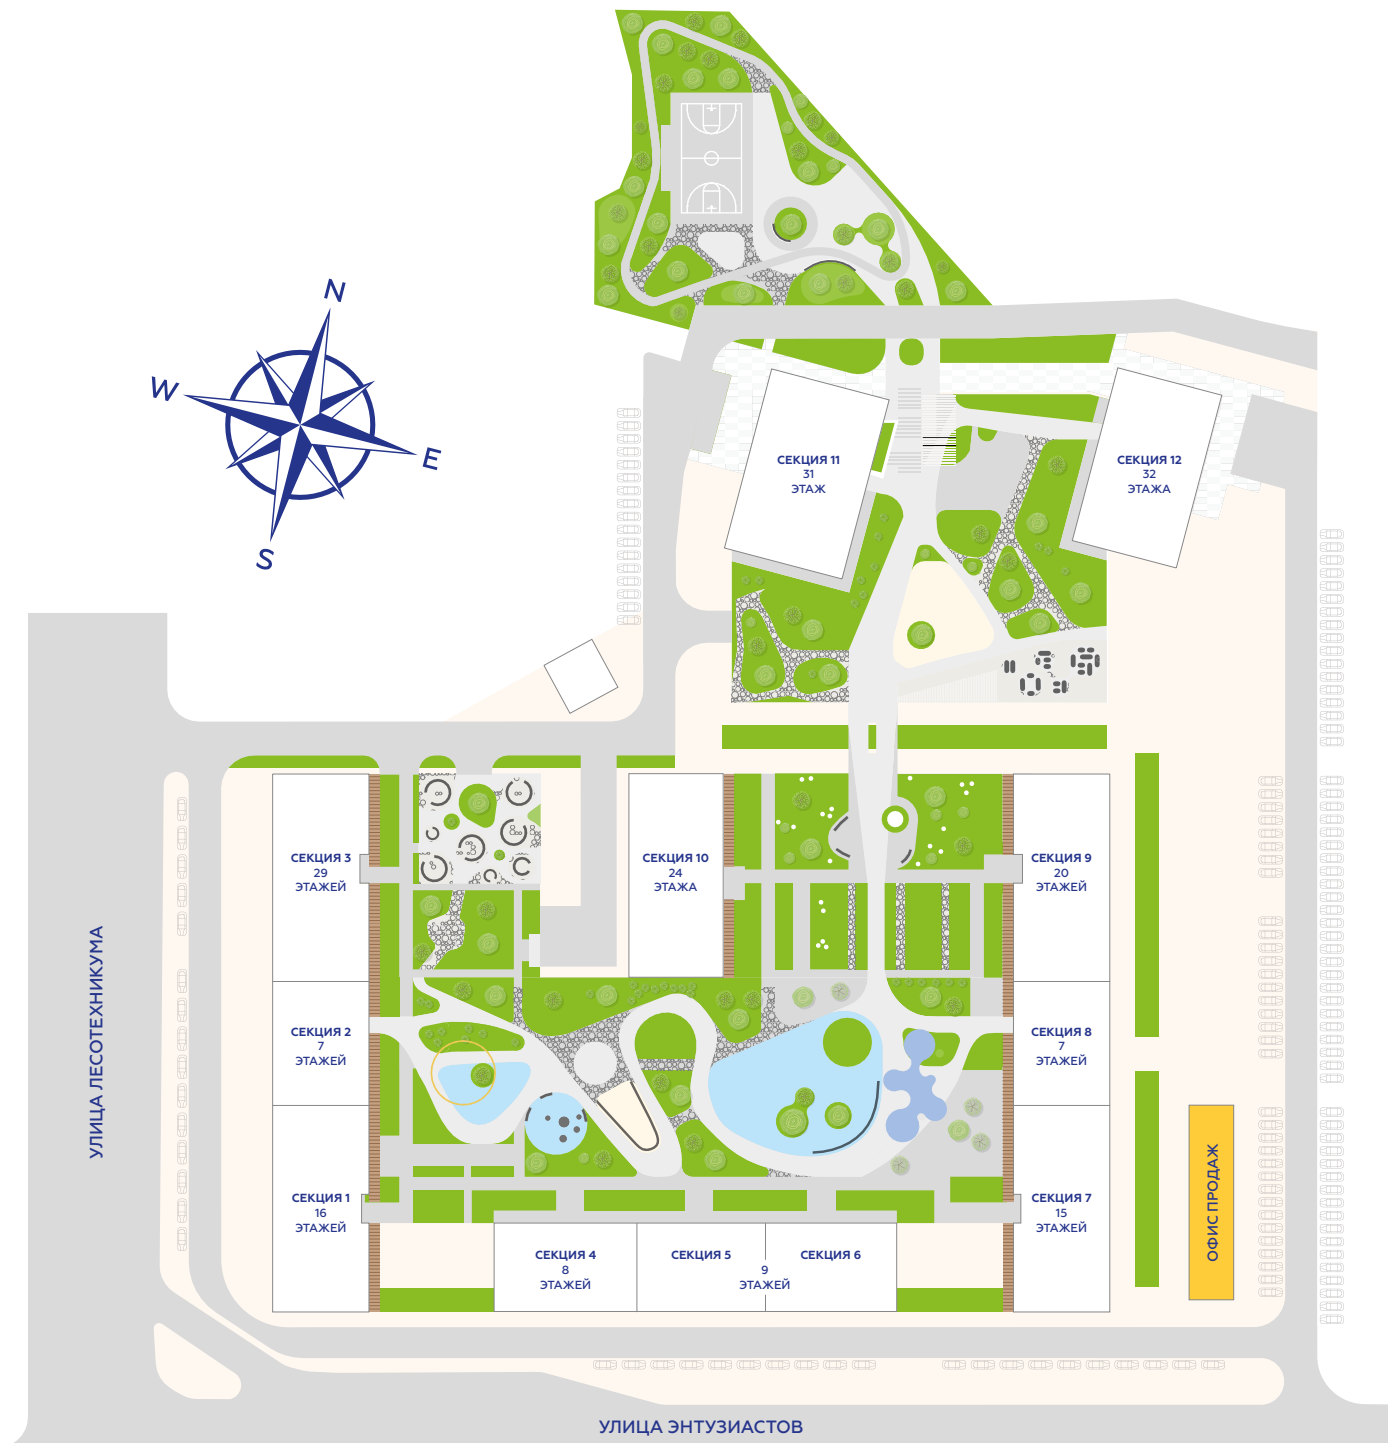 N
W
E
S
СЕКЦИЯ 11
31
ЭТАЖ
СЕКЦИЯ 12
32
ЭТАЖА
СЕКЦИЯ 3
29
ЭТАЖЕЙ
СЕКЦИЯ 10
24
ЭТАЖА
СЕКЦИЯ 9
20
ЭТАЖЕЙ
СЕКЦИЯ 2
7
ЭТАЖЕЙ
СЕКЦИЯ 8
7
ЭТАЖЕЙ
УЛИЦА ЛЕСОТЕХНИКУМА
СЕКЦИЯ 1
16
ЭТАЖЕЙ
СЕКЦИЯ 7
15
ЭТАЖЕЙ
ОФИС ПРОДАЖ
СЕКЦИЯ 4
8
ЭТАЖЕЙ
СЕКЦИЯ 5
СЕКЦИЯ 6
9
ЭТАЖЕЙ
УЛИЦА ЭНТУЗИАСТОВ